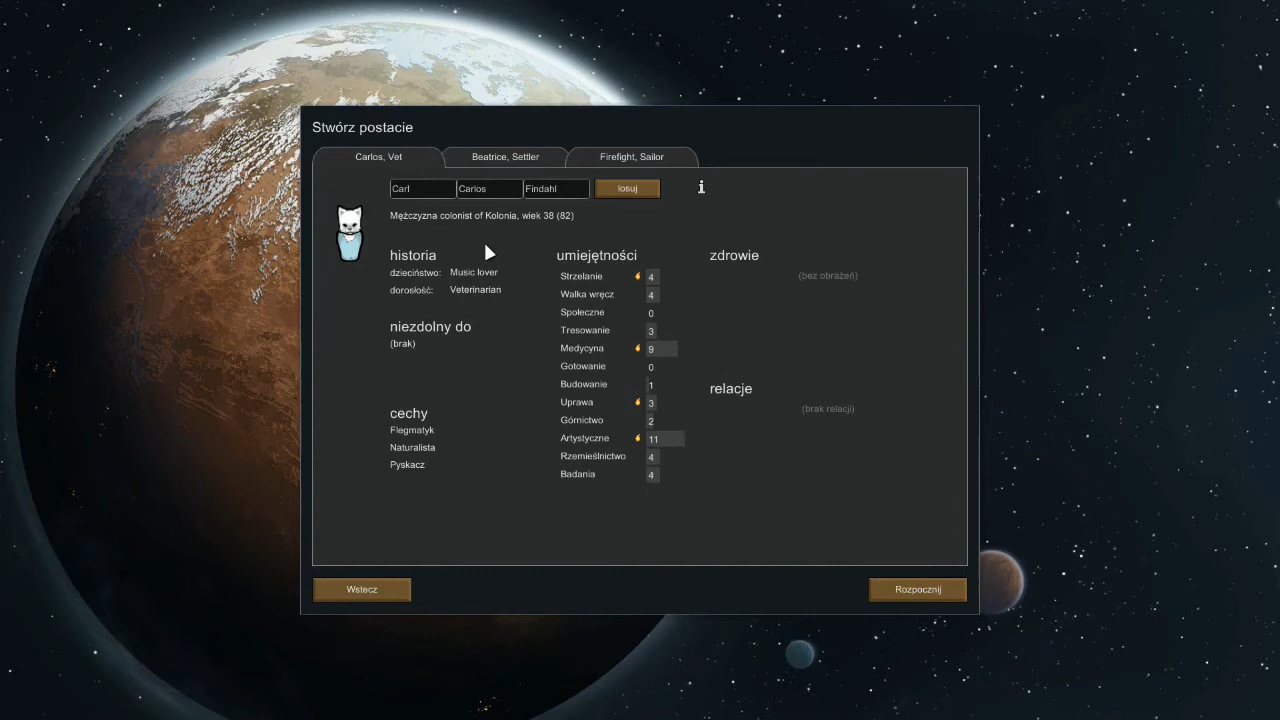 Stwórz postacie
Carlos, Vet
Beatrice, Settler
Firefight, Sailor
Carl
Carlos
Findahl
losuj
Mężczyzna colonist of Kolonia, wiek 38 (82)
historia
dzieciństwo: Music lover
dorosłość: Veterinarian
niezdolny do
(brak)
cechy
Flegmatyk
Naturalista
Pyskacz
umiejętności
Strzelanie 4
Walka wręcz 4
Społeczne 0
Tresowanie 3
Medycyna 9
Gotowanie 0
Budowanie 1
Uprawa 3
Górnictwo 2
Artystyczne 11
Rzemieślnictwo 4
Badania 4
zdrowie
(bez obrażeń)
relacje
(brak relacji)
Wstecz
Rozpocznij